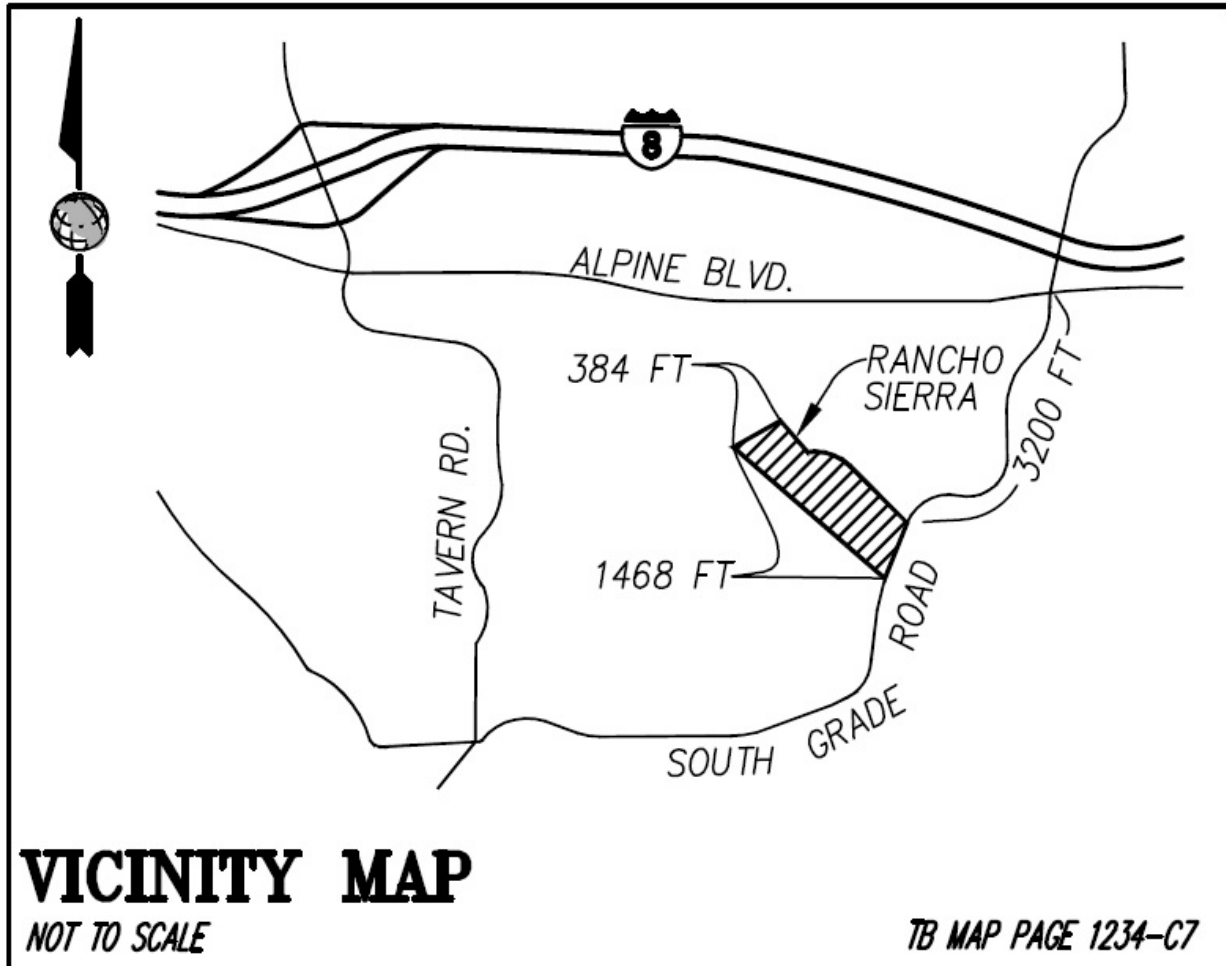 8
ALPINE BLVD.
384 FT
RANCHO
SIERRA
3200 FT
TAVERN RD.
1468 FT
SOUTH GRADE ROAD
VICINITY MAP
NOT TO SCALE
TB MAP PAGE 1234-C7